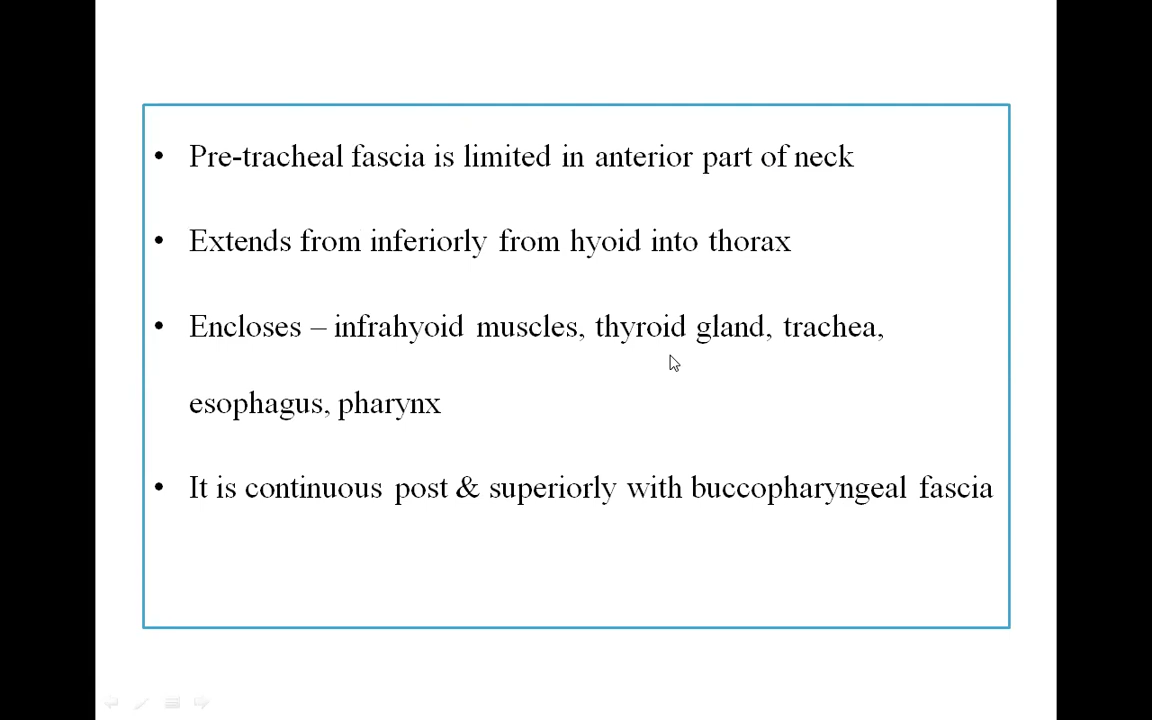 • Pre-tracheal fascia is limited in anterior part of neck
• Extends from inferiorly from hyoid into thorax
• Encloses – infrahyoid muscles, thyroid gland, trachea,
esophagus, pharynx
• It is continuous post & superiorly with buccopharyngeal fascia